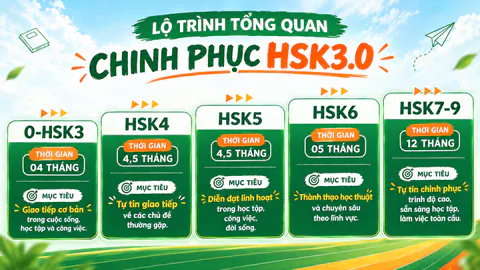 LỘ TRÌNH TỔNG QUAN
CHINH PHỤC HSK3.0
0-HSK3
THỜI GIAN
04 THÁNG
MỤC TIÊU
Giao tiếp cơ bản
trong cuộc sống,
học tập và công việc.
HSK4
THỜI GIAN
4,5 THÁNG
MỤC TIÊU
Tự tin giao tiếp
về các chủ đề
thường gặp.
HSK5
THỜI GIAN
4,5 THÁNG
MỤC TIÊU
Diễn đạt linh hoạt
trong học tập,
công việc,
đời sống.
HSK6
THỜI GIAN
05 THÁNG
MỤC TIÊU
Thành thạo học thuật
và chuyên sâu
theo lĩnh vực.
HSK7-9
THỜI GIAN
12 THÁNG
MỤC TIÊU
Tự tin chinh phục
trình độ cao,
sẵn sàng học tập,
làm việc toàn cầu.